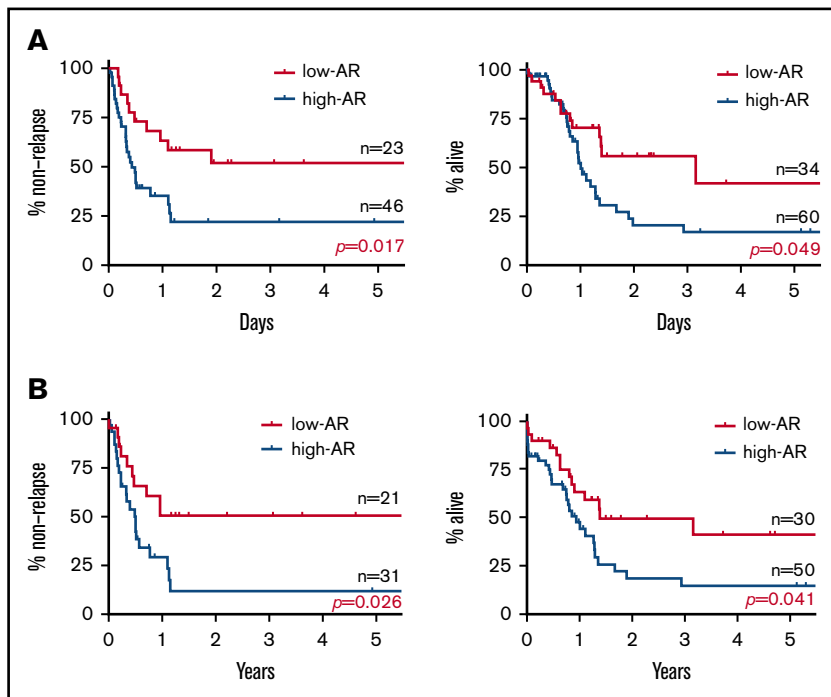 A
% non-relapse
100
75
50
25
0
low-AR
high-AR
n=23
n=46
p=0.017
0 1 2 3 4 5
Days
% alive
100
75
50
25
0
low-AR
high-AR
n=34
n=60
p=0.049
0 1 2 3 4 5
Days
B
% non-relapse
100
75
50
25
0
low-AR
high-AR
n=21
n=31
p=0.026
0 1 2 3 4 5
Years
% alive
100
75
50
25
0
low-AR
high-AR
n=30
n=50
p=0.041
0 1 2 3 4 5
Years